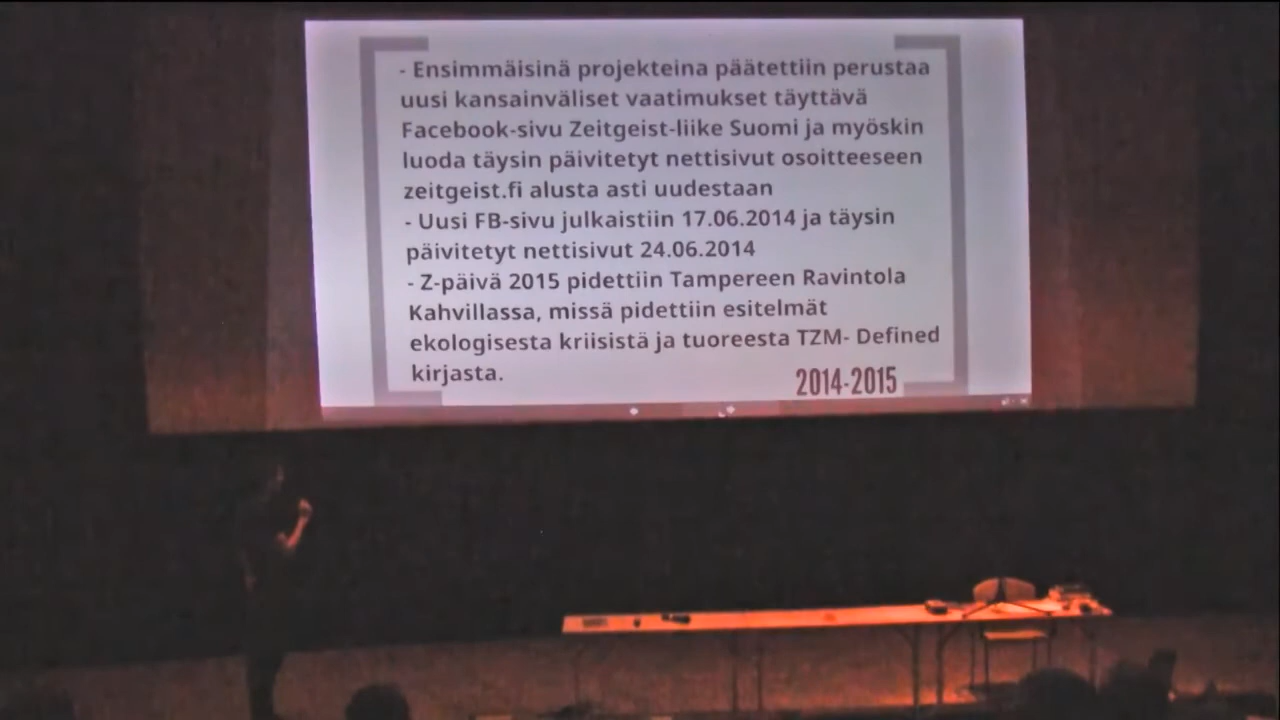 - Ensimmäisinä projekteina päätettiin perustaa
uusi kansainväliset vaatimukset täyttävä
Facebook-sivu Zeitgeist-liike Suomi ja myöskin
luoda täysin päivitetyt nettisivut osoitteeseen
zeitgeist.fi alusta asti uudestaan
- Uusi FB-sivu julkaistiin 17.06.2014 ja täysin
päivitetyt nettisivut 24.06.2014
- Z-päivä 2015 pidettiin Tampereen Ravintola
Kahvillassa, missä pidettiin esitelmät
ekologisesta kriisistä ja tuoreesta TZM- Defined
kirjasta.
2014-2015